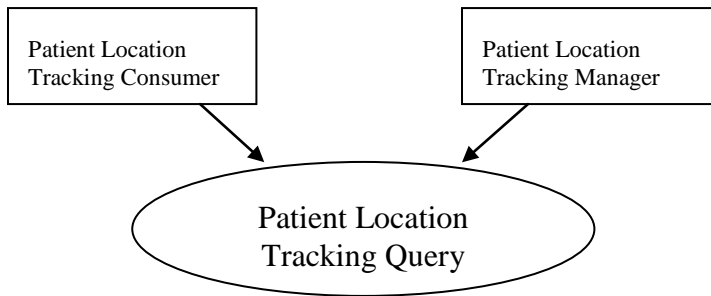 Patient Location
Tracking Consumer
Patient Location
Tracking Manager
Patient Location
Tracking Query